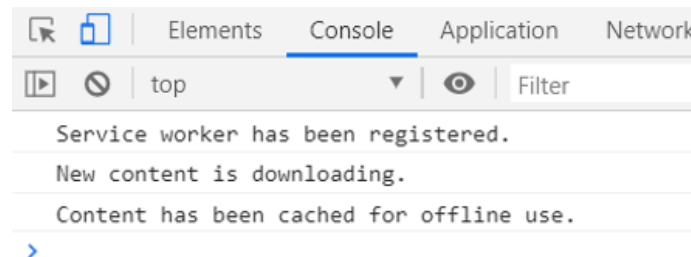 Elements Console Application Network
top Filter
Service worker has been registered.
New content is downloading.
Content has been cached for offline use.